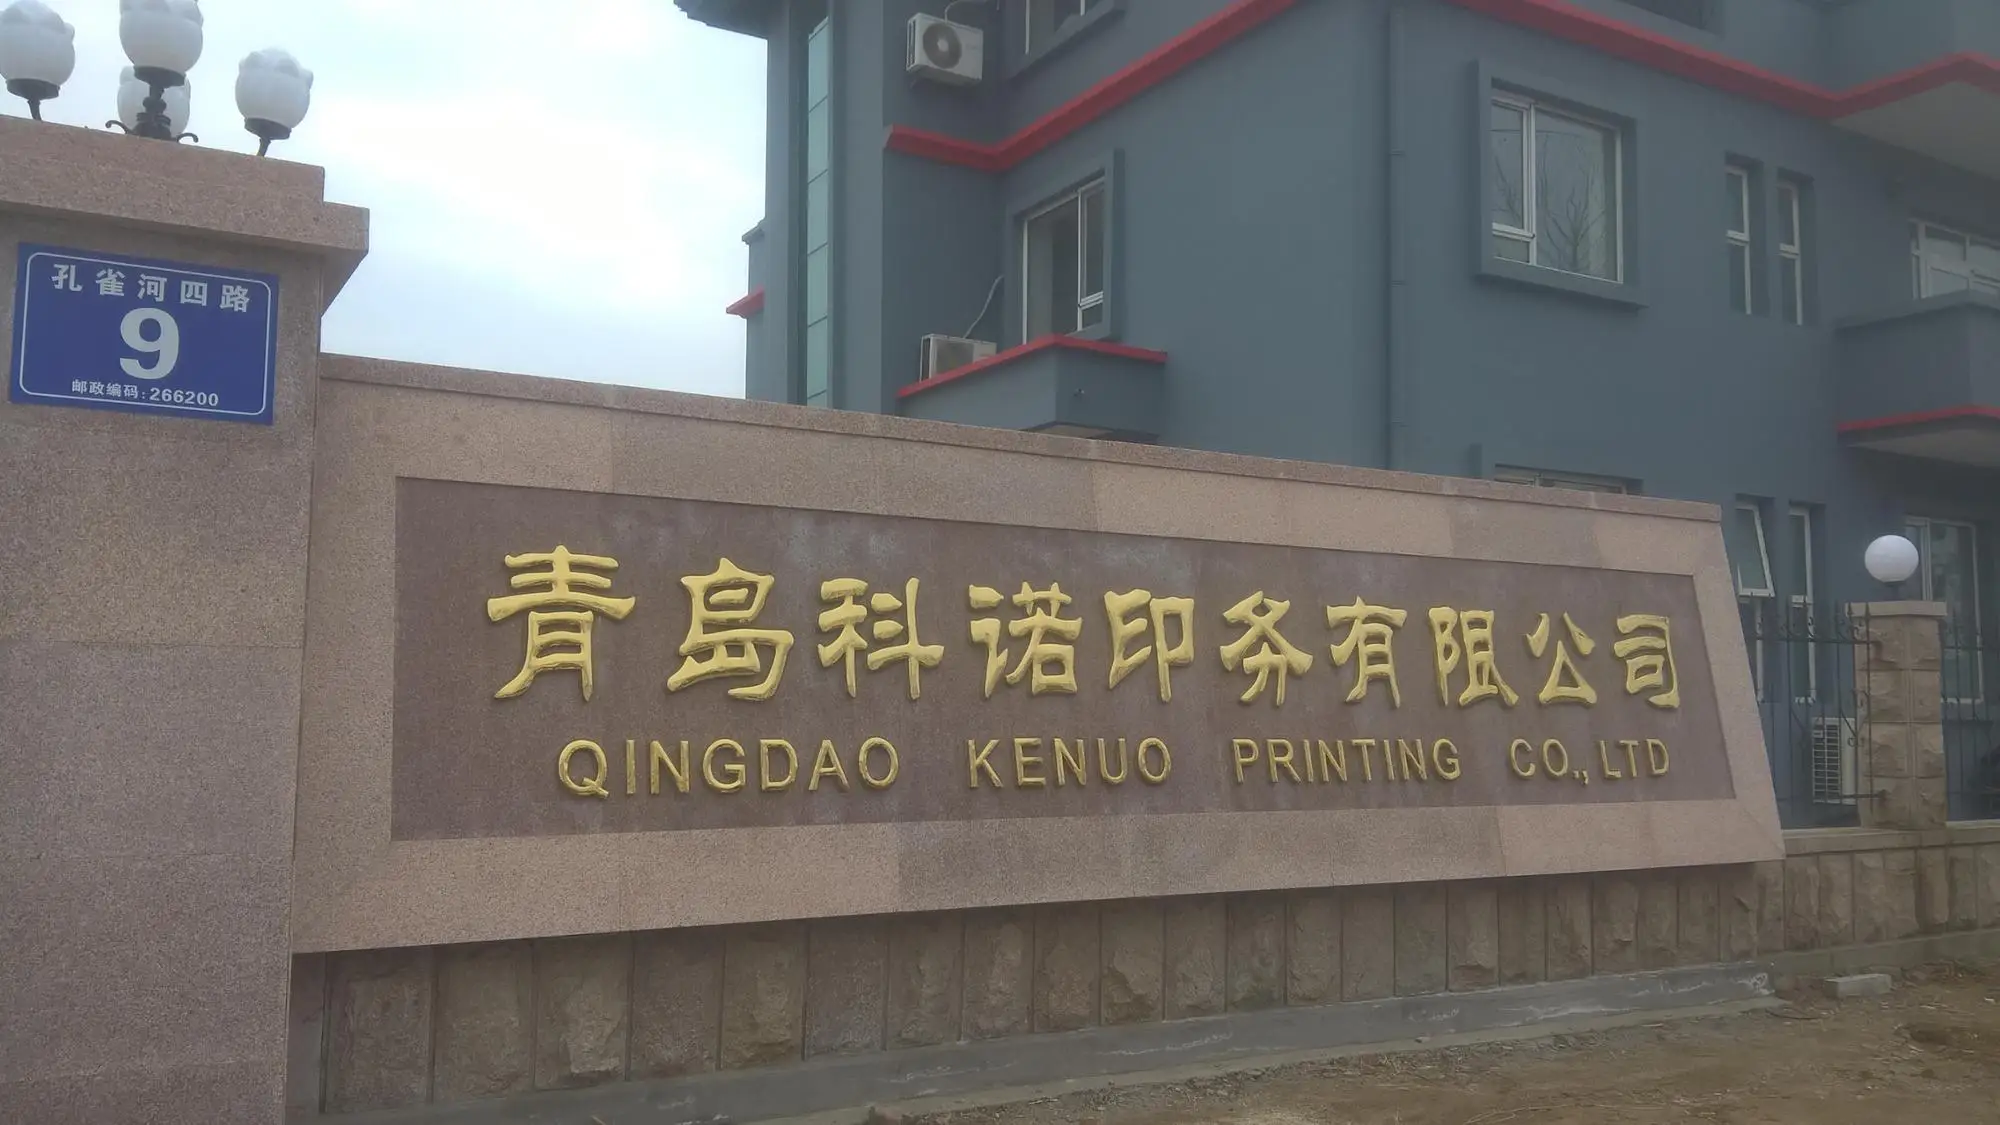 孔雀河四路
9
邮政编码:266200
青岛科诺印务有限公司
QINGDAO KENUO PRINTING CO.,LTD